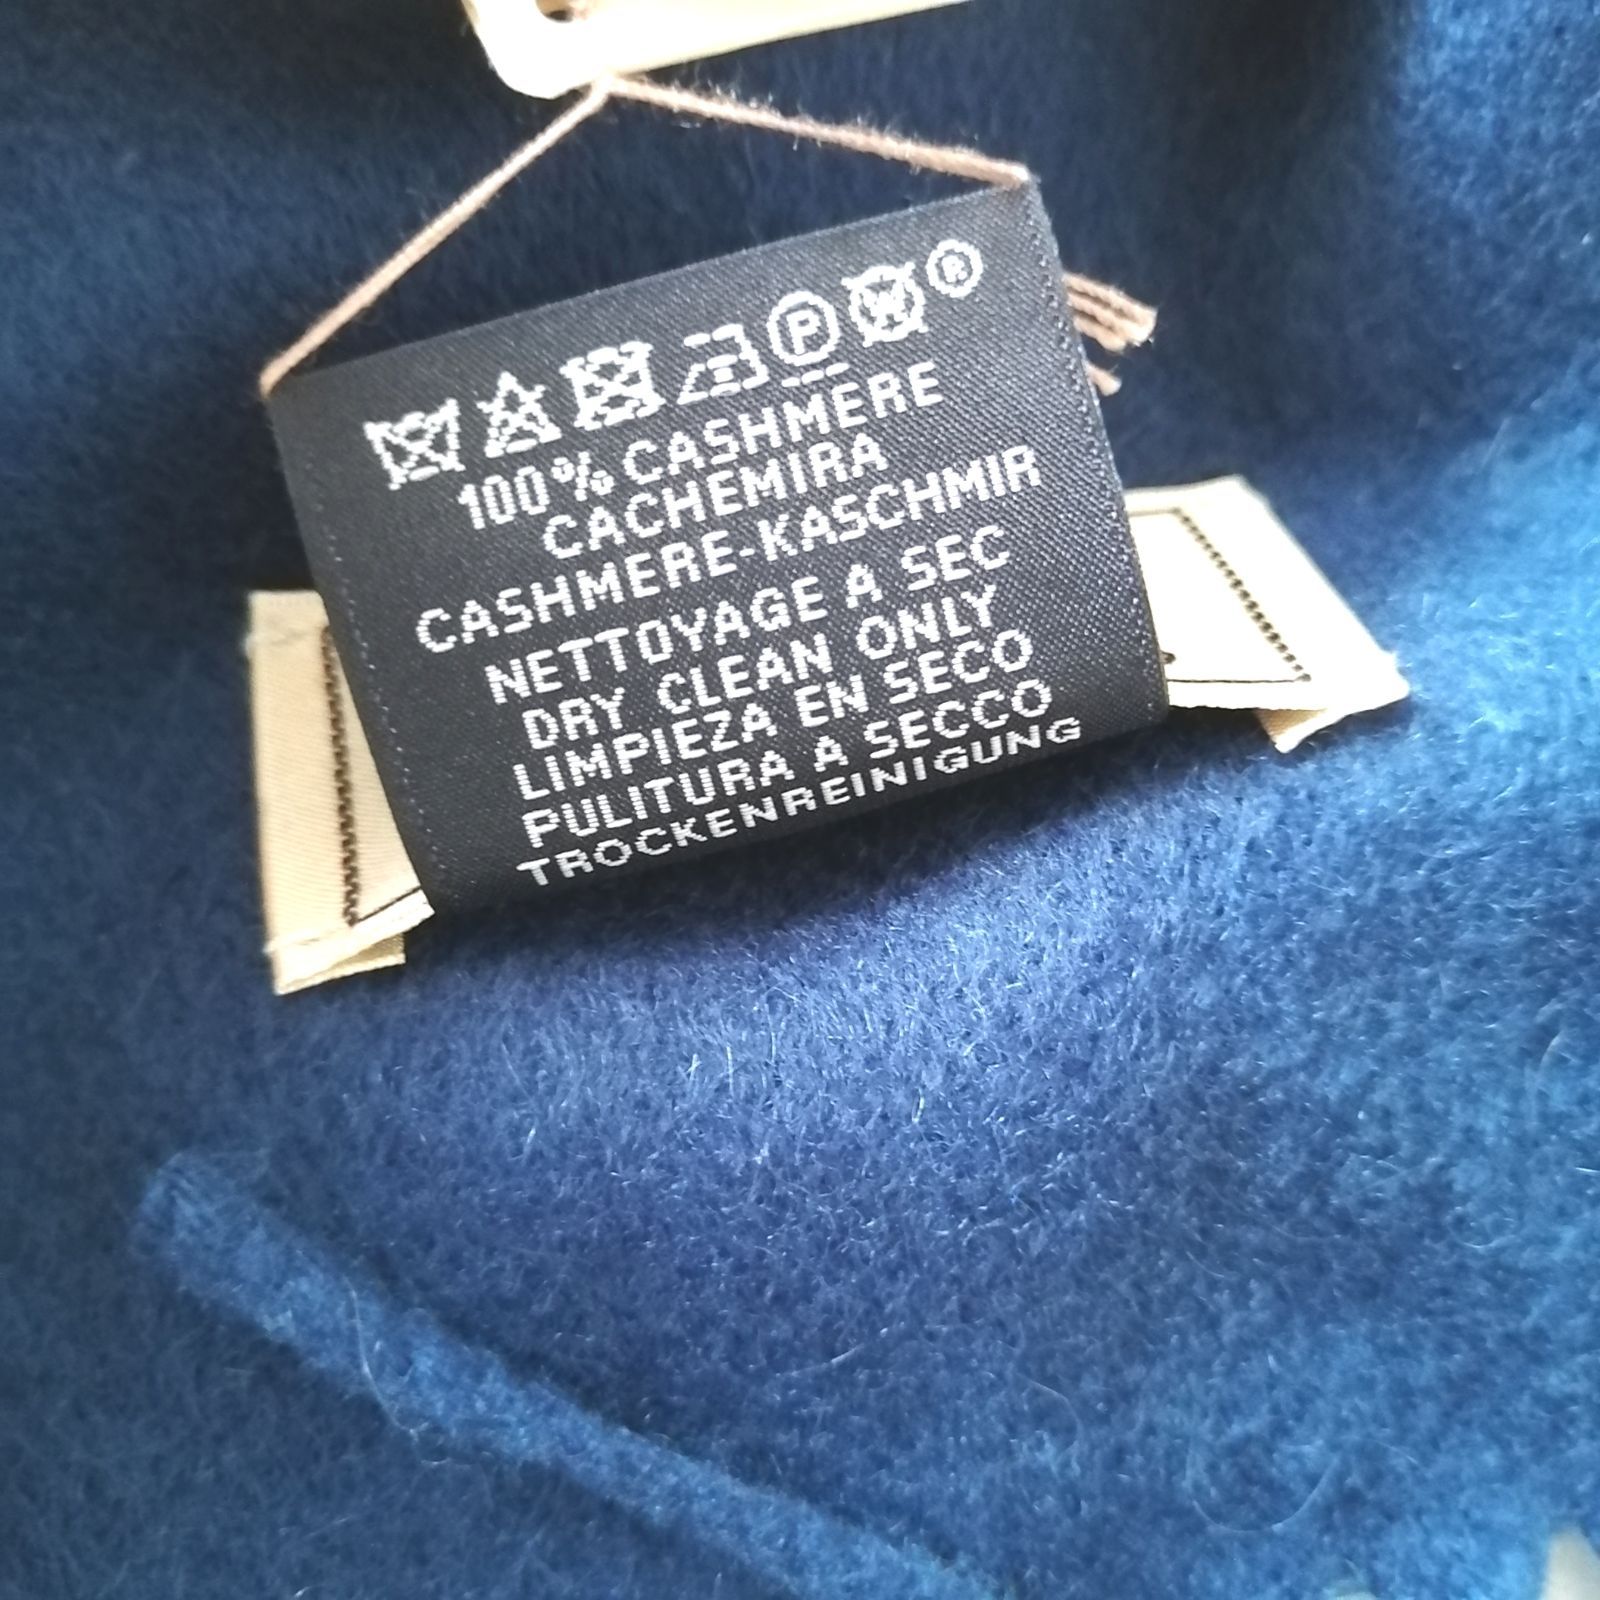 P W ®
100% CASHMERE
CACHEMIRA
CASHMERE-KASCHMIR
NETTOYAGE A SEC
DRY CLEAN ONLY
LIMPIEZA EN SECO
PULITURA A SECCO
TROCKENREINIGUNG